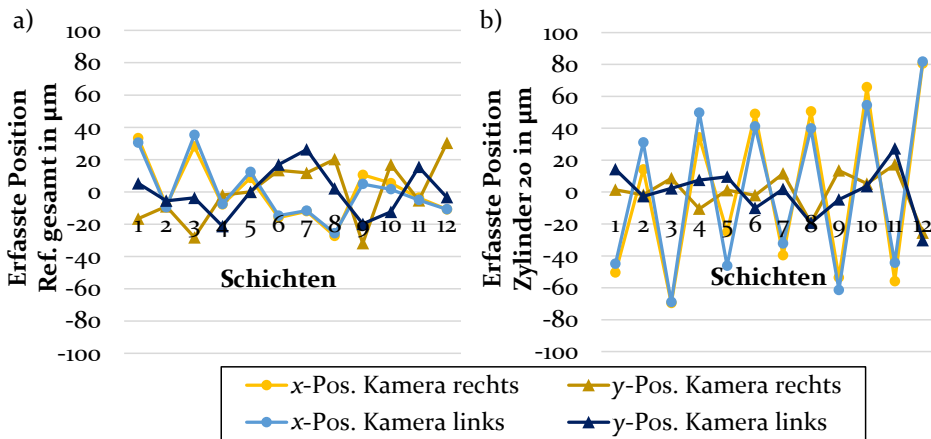 a)
Erfasste Position
Ref. gesamt in µm
100
80
60
40
20
0
-20
-40
-60
-80
-100
1 2 3 4 5 6 7 8 9 10 11 12
Schichten
b)
Erfasste Position
Zylinder 20 in µm
100
80
60
40
20
0
-20
-40
-60
-80
-100
1 2 3 4 5 6 7 8 9 10 11 12
Schichten
x-Pos. Kamera rechts
y-Pos. Kamera rechts
x-Pos. Kamera links
y-Pos. Kamera links